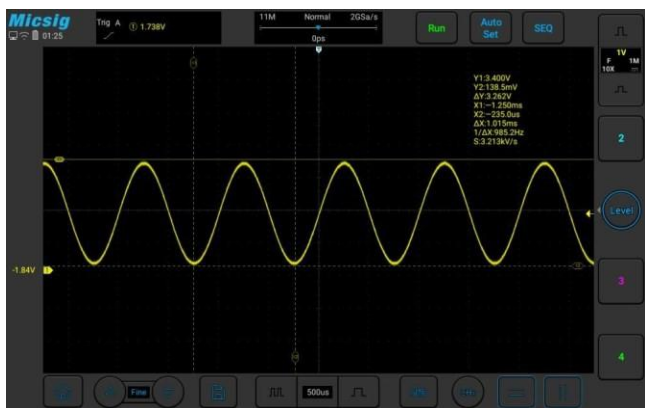 Micsig
01:25
Trig A
① 1.738V
11M Normal 2GSa/s
0ps
Run
Auto
Set
SEQ
1V
F 1M
10X
Y1:3.400V
Y2:138.5mV
ΔY:3.262V
X1:-1.250ms
X2:-235.0us
ΔX:1.015ms
1/ΔX:985.2Hz
S:3.213kV/s
2
Level
-1.84V
1
3
4
Fine
500us